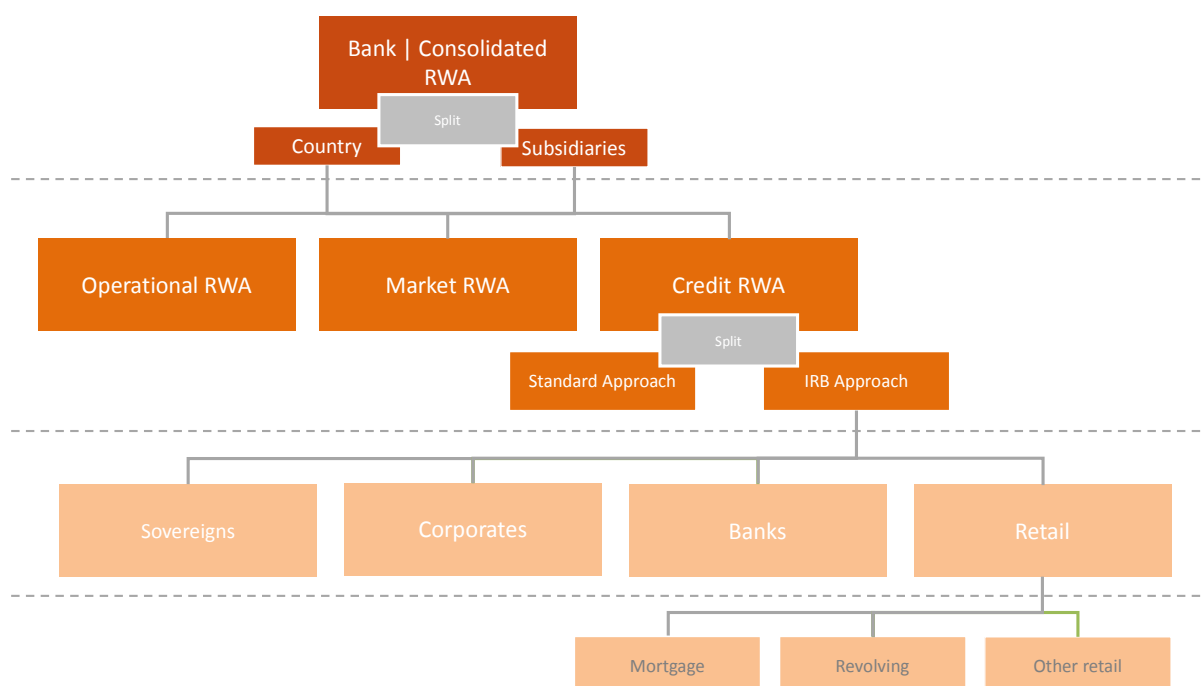 Bank | Consolidated
RWA
Split
Country
Subsidiaries
Operational RWA
Market RWA
Credit RWA
Split
Standard Approach
IRB Approach
Sovereigns
Corporates
Banks
Retail
Mortgage
Revolving
Other retail